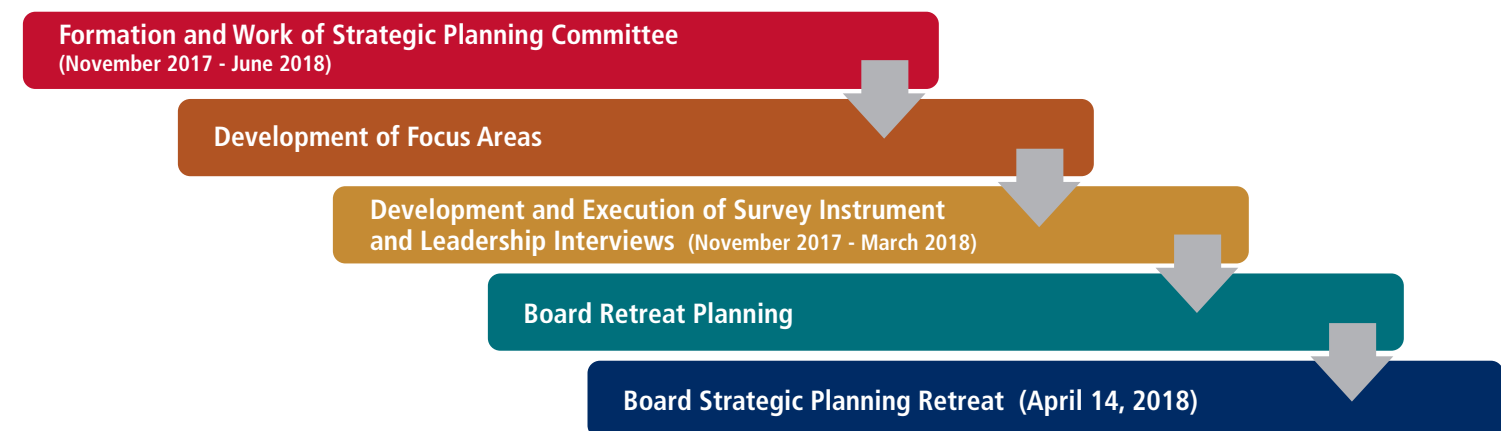 Formation and Work of Strategic Planning Committee
(November 2017 - June 2018)
Development of Focus Areas
Development and Execution of Survey Instrument
and Leadership Interviews (November 2017 - March 2018)
Board Retreat Planning
Board Strategic Planning Retreat (April 14, 2018)